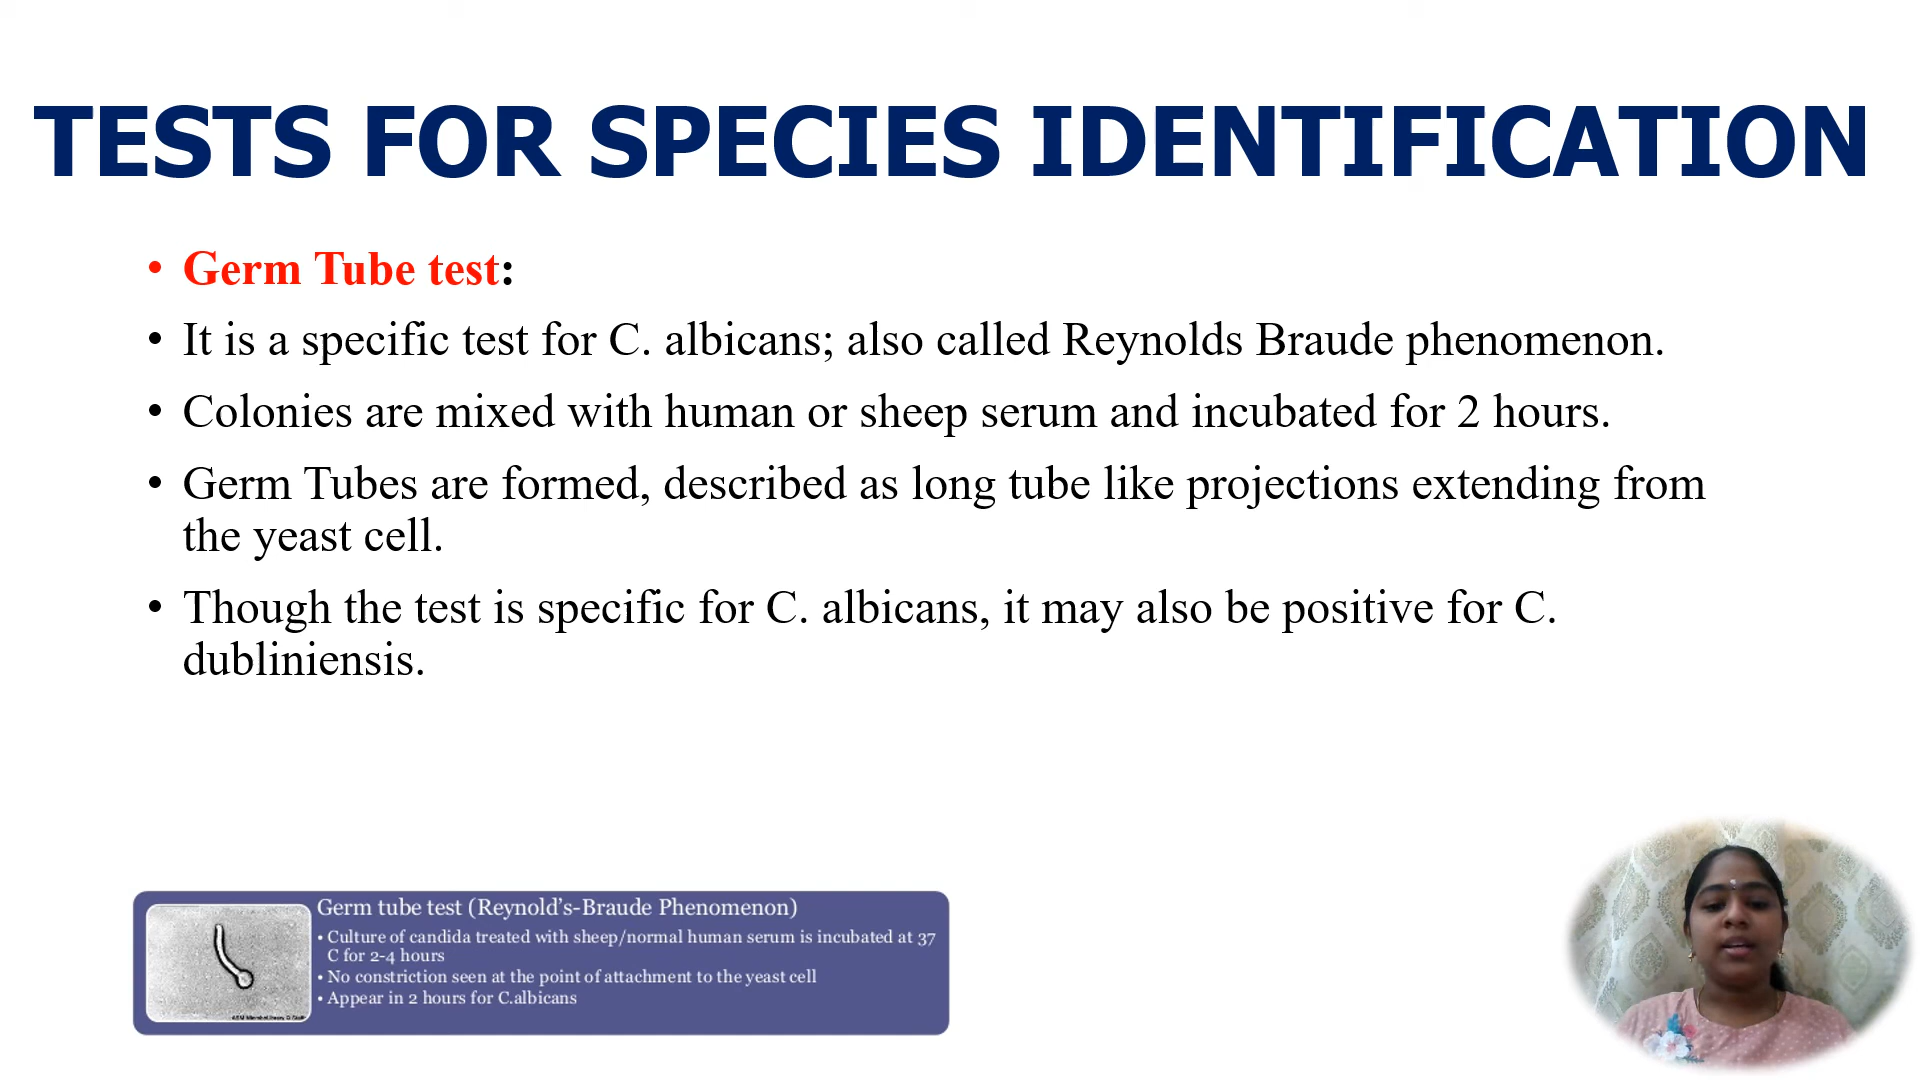 TESTS FOR SPECIES IDENTIFICATION
• Germ Tube test:
• It is a specific test for C. albicans; also called Reynolds Braude phenomenon.
• Colonies are mixed with human or sheep serum and incubated for 2 hours.
• Germ Tubes are formed, described as long tube like projections extending from
the yeast cell.
• Though the test is specific for C. albicans, it may also be positive for C.
dubliniensis.
Germ tube test (Reynold's-Braude Phenomenon)
• Culture of candida treated with sheep/normal human serum is incubated at 37
C for 2-4 hours
• No constriction seen at the point of attachment to the yeast cell
• Appear in 2 hours for C.albicans